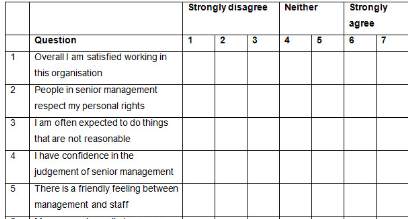 Strongly disagree Neither Strongly
agree
Question 1 2 3 4 5 6 7
1 Overall I am satisfied working in
this organisation
2 People in senior management
respect my personal rights
3 I am often expected to do things
that are not reasonable
4 I have confidence in the
judgement of senior management
5 There is a friendly feeling between
management and staff